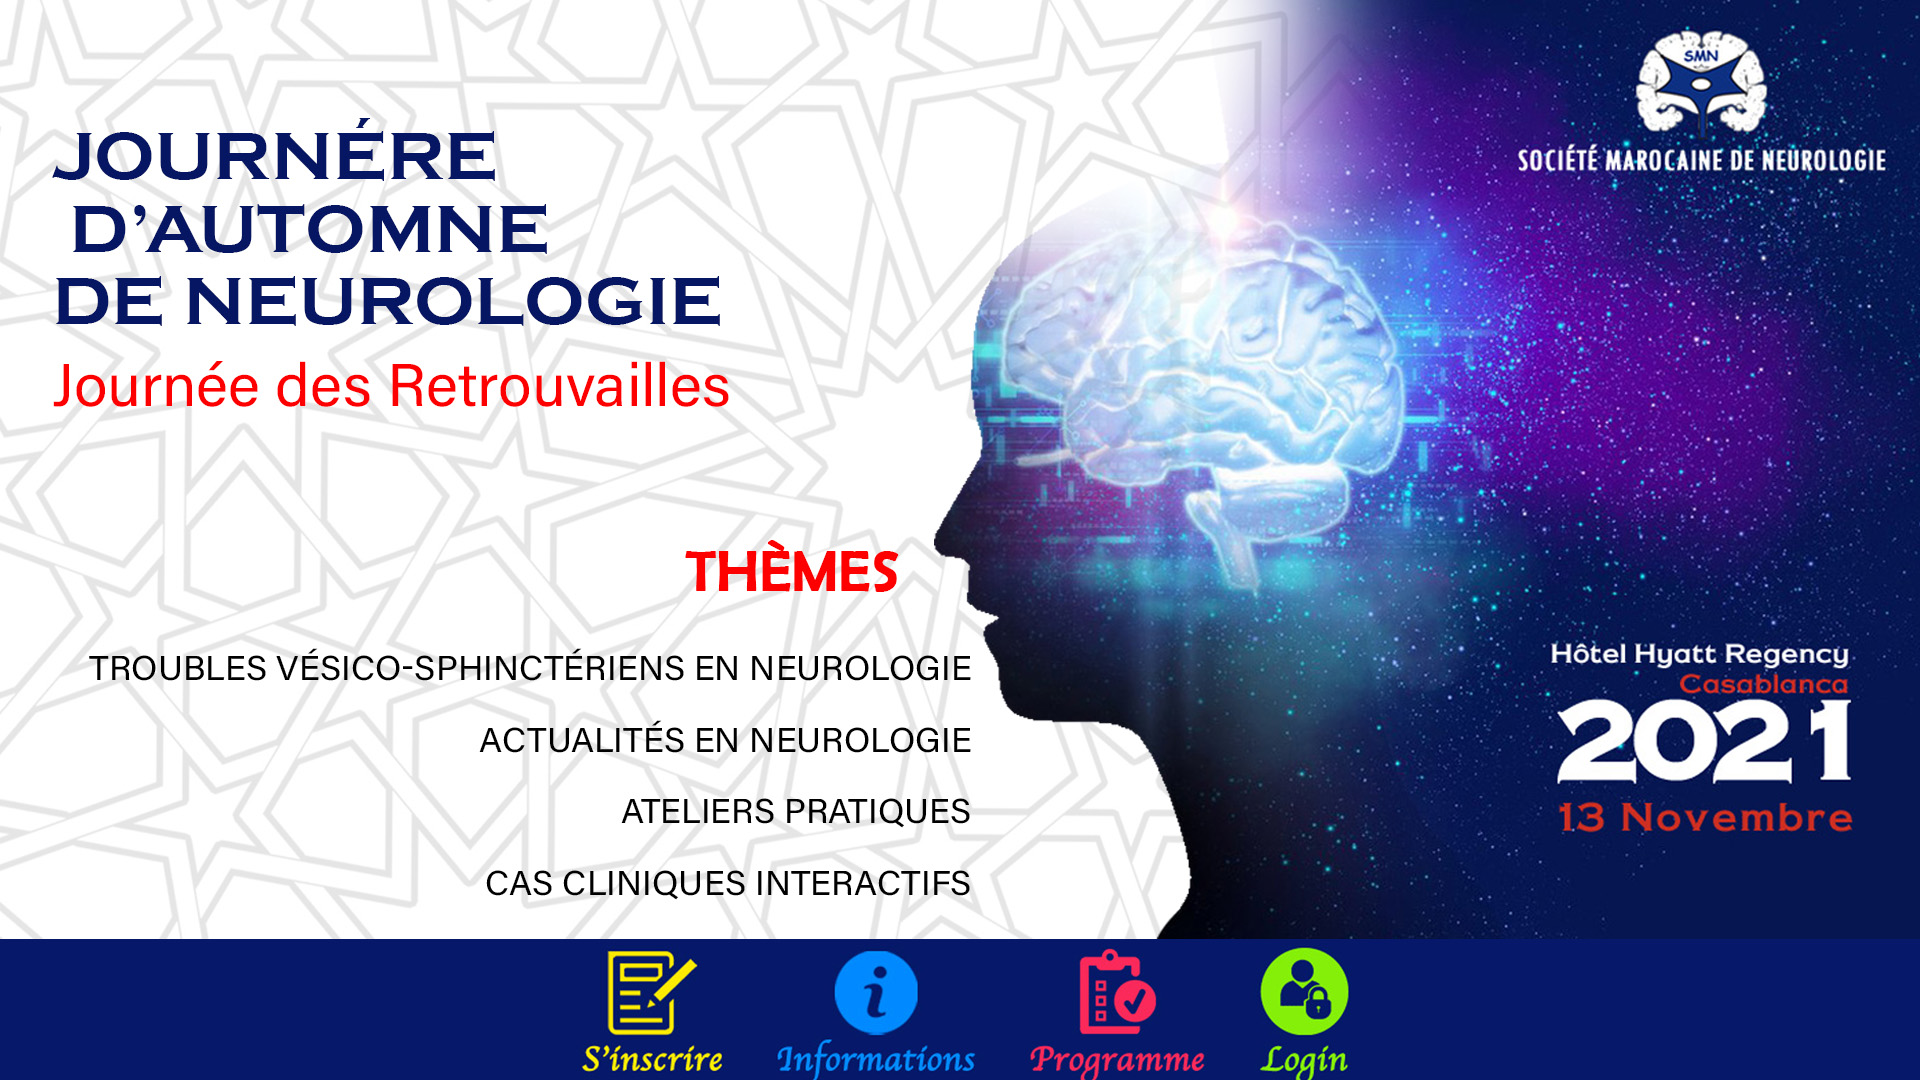 JOURNÉRE
D’AUTOMNE
DE NEUROLOGIE
Journée des Retrouvailles
SMN
SOCIÉTÉ MAROCAINE DE NEUROLOGIE
THÈMES
TROUBLES VÉSICO-SPHINCTÉRIENS EN NEUROLOGIE
ACTUALITÉS EN NEUROLOGIE
ATELIERS PRATIQUES
CAS CLINIQUES INTERACTIFS
Hôtel Hyatt Regency
Casablanca
2021
13 Novembre
S’inscrire
Informations
Programme
Login